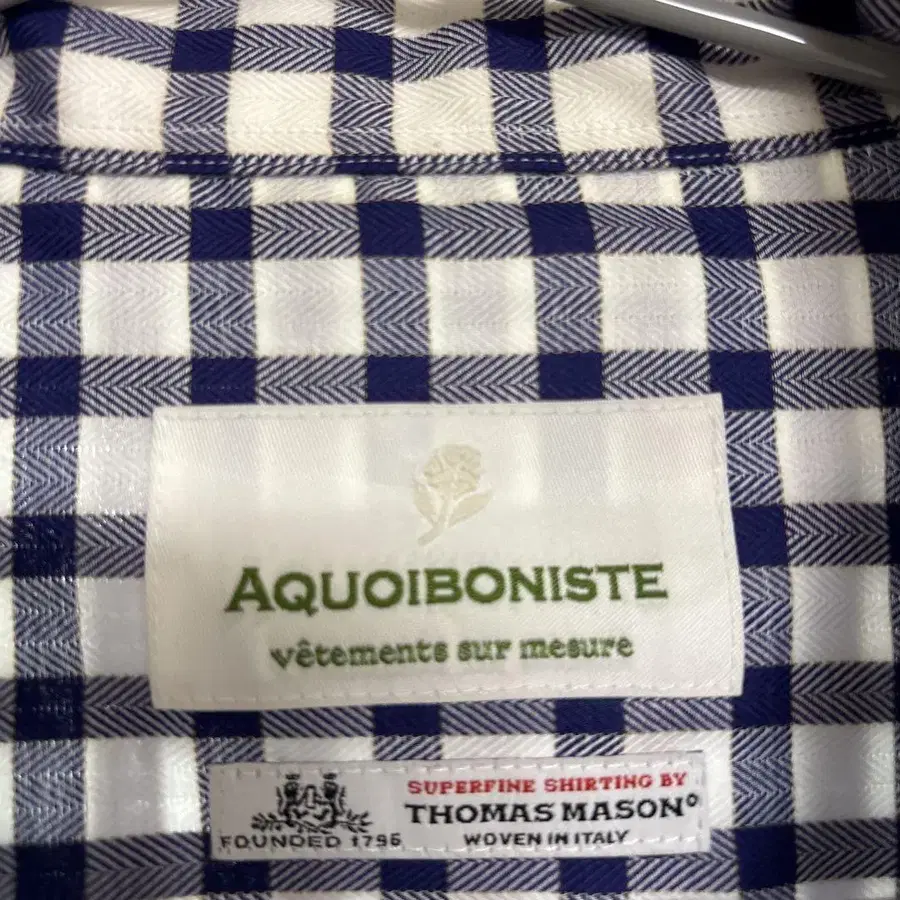 AQUOIBONISTE
vêtements sur mesure
SUPERFINE SHIRTING BY
THOMAS MASON®
FOUNDED 1796
WOVEN IN ITALY